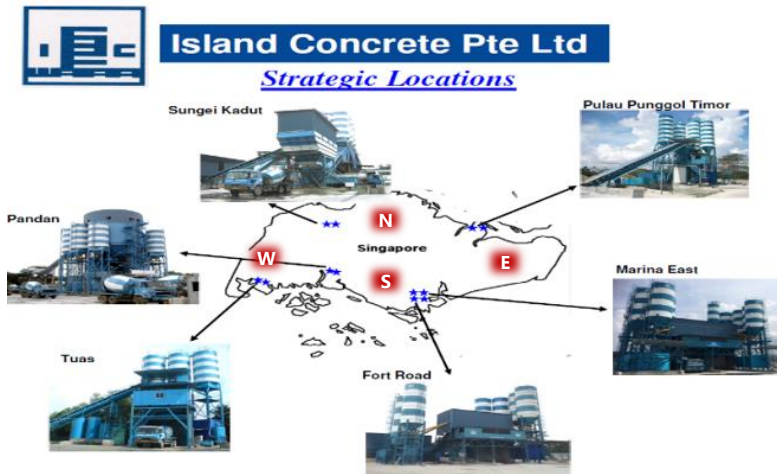 Island Concrete Pte Ltd
Strategic Locations
Sungei Kadut
Pulau Punggol Timor
Pandan
N
Singapore
W
E
S
Marina East
Tuas
Fort Road